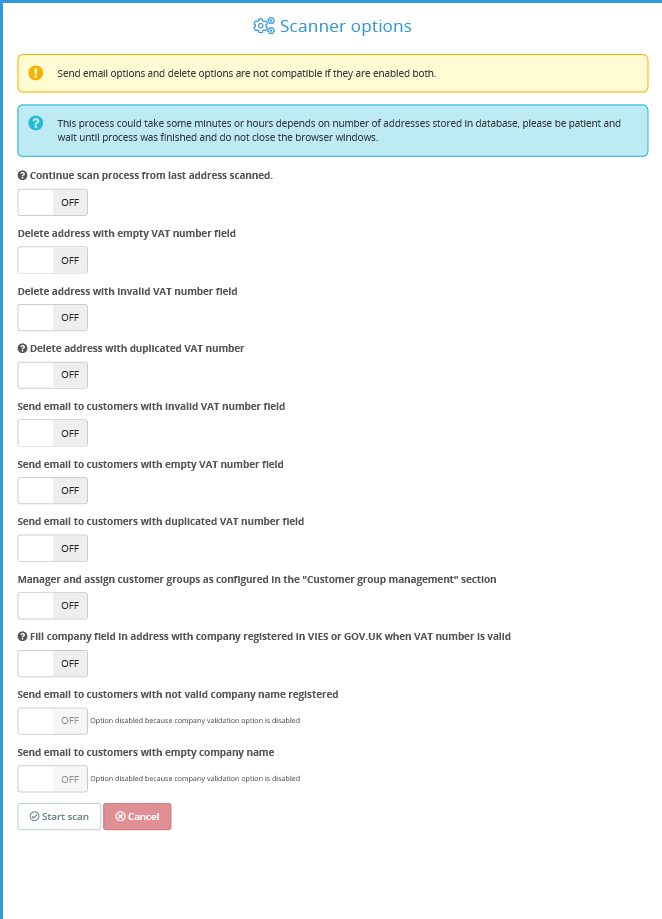 Scanner options
Send email options and delete options are not compatible if they are enabled both.
This process could take some minutes or hours depends on number of addresses stored in database, please be patient and
wait until process was finished and do not close the browser windows.
Continue scan process from last address scanned.
OFF
Delete address with empty VAT number field
OFF
Delete address with invalid VAT number field
OFF
Delete address with duplicated VAT number
OFF
Send email to customers with invalid VAT number field
OFF
Send email to customers with empty VAT number field
OFF
Send email to customers with duplicated VAT number field
OFF
Manager and assign customer groups as configured in the "Customer group management" section
OFF
Fill company field in address with company registered in VIES or GOV.UK when VAT number is valid
OFF
Send email to customers with not valid company name registered
OFF Option disabled because company validation option is disabled
Send email to customers with empty company name
OFF Option disabled because company validation option is disabled
Start scan Cancel